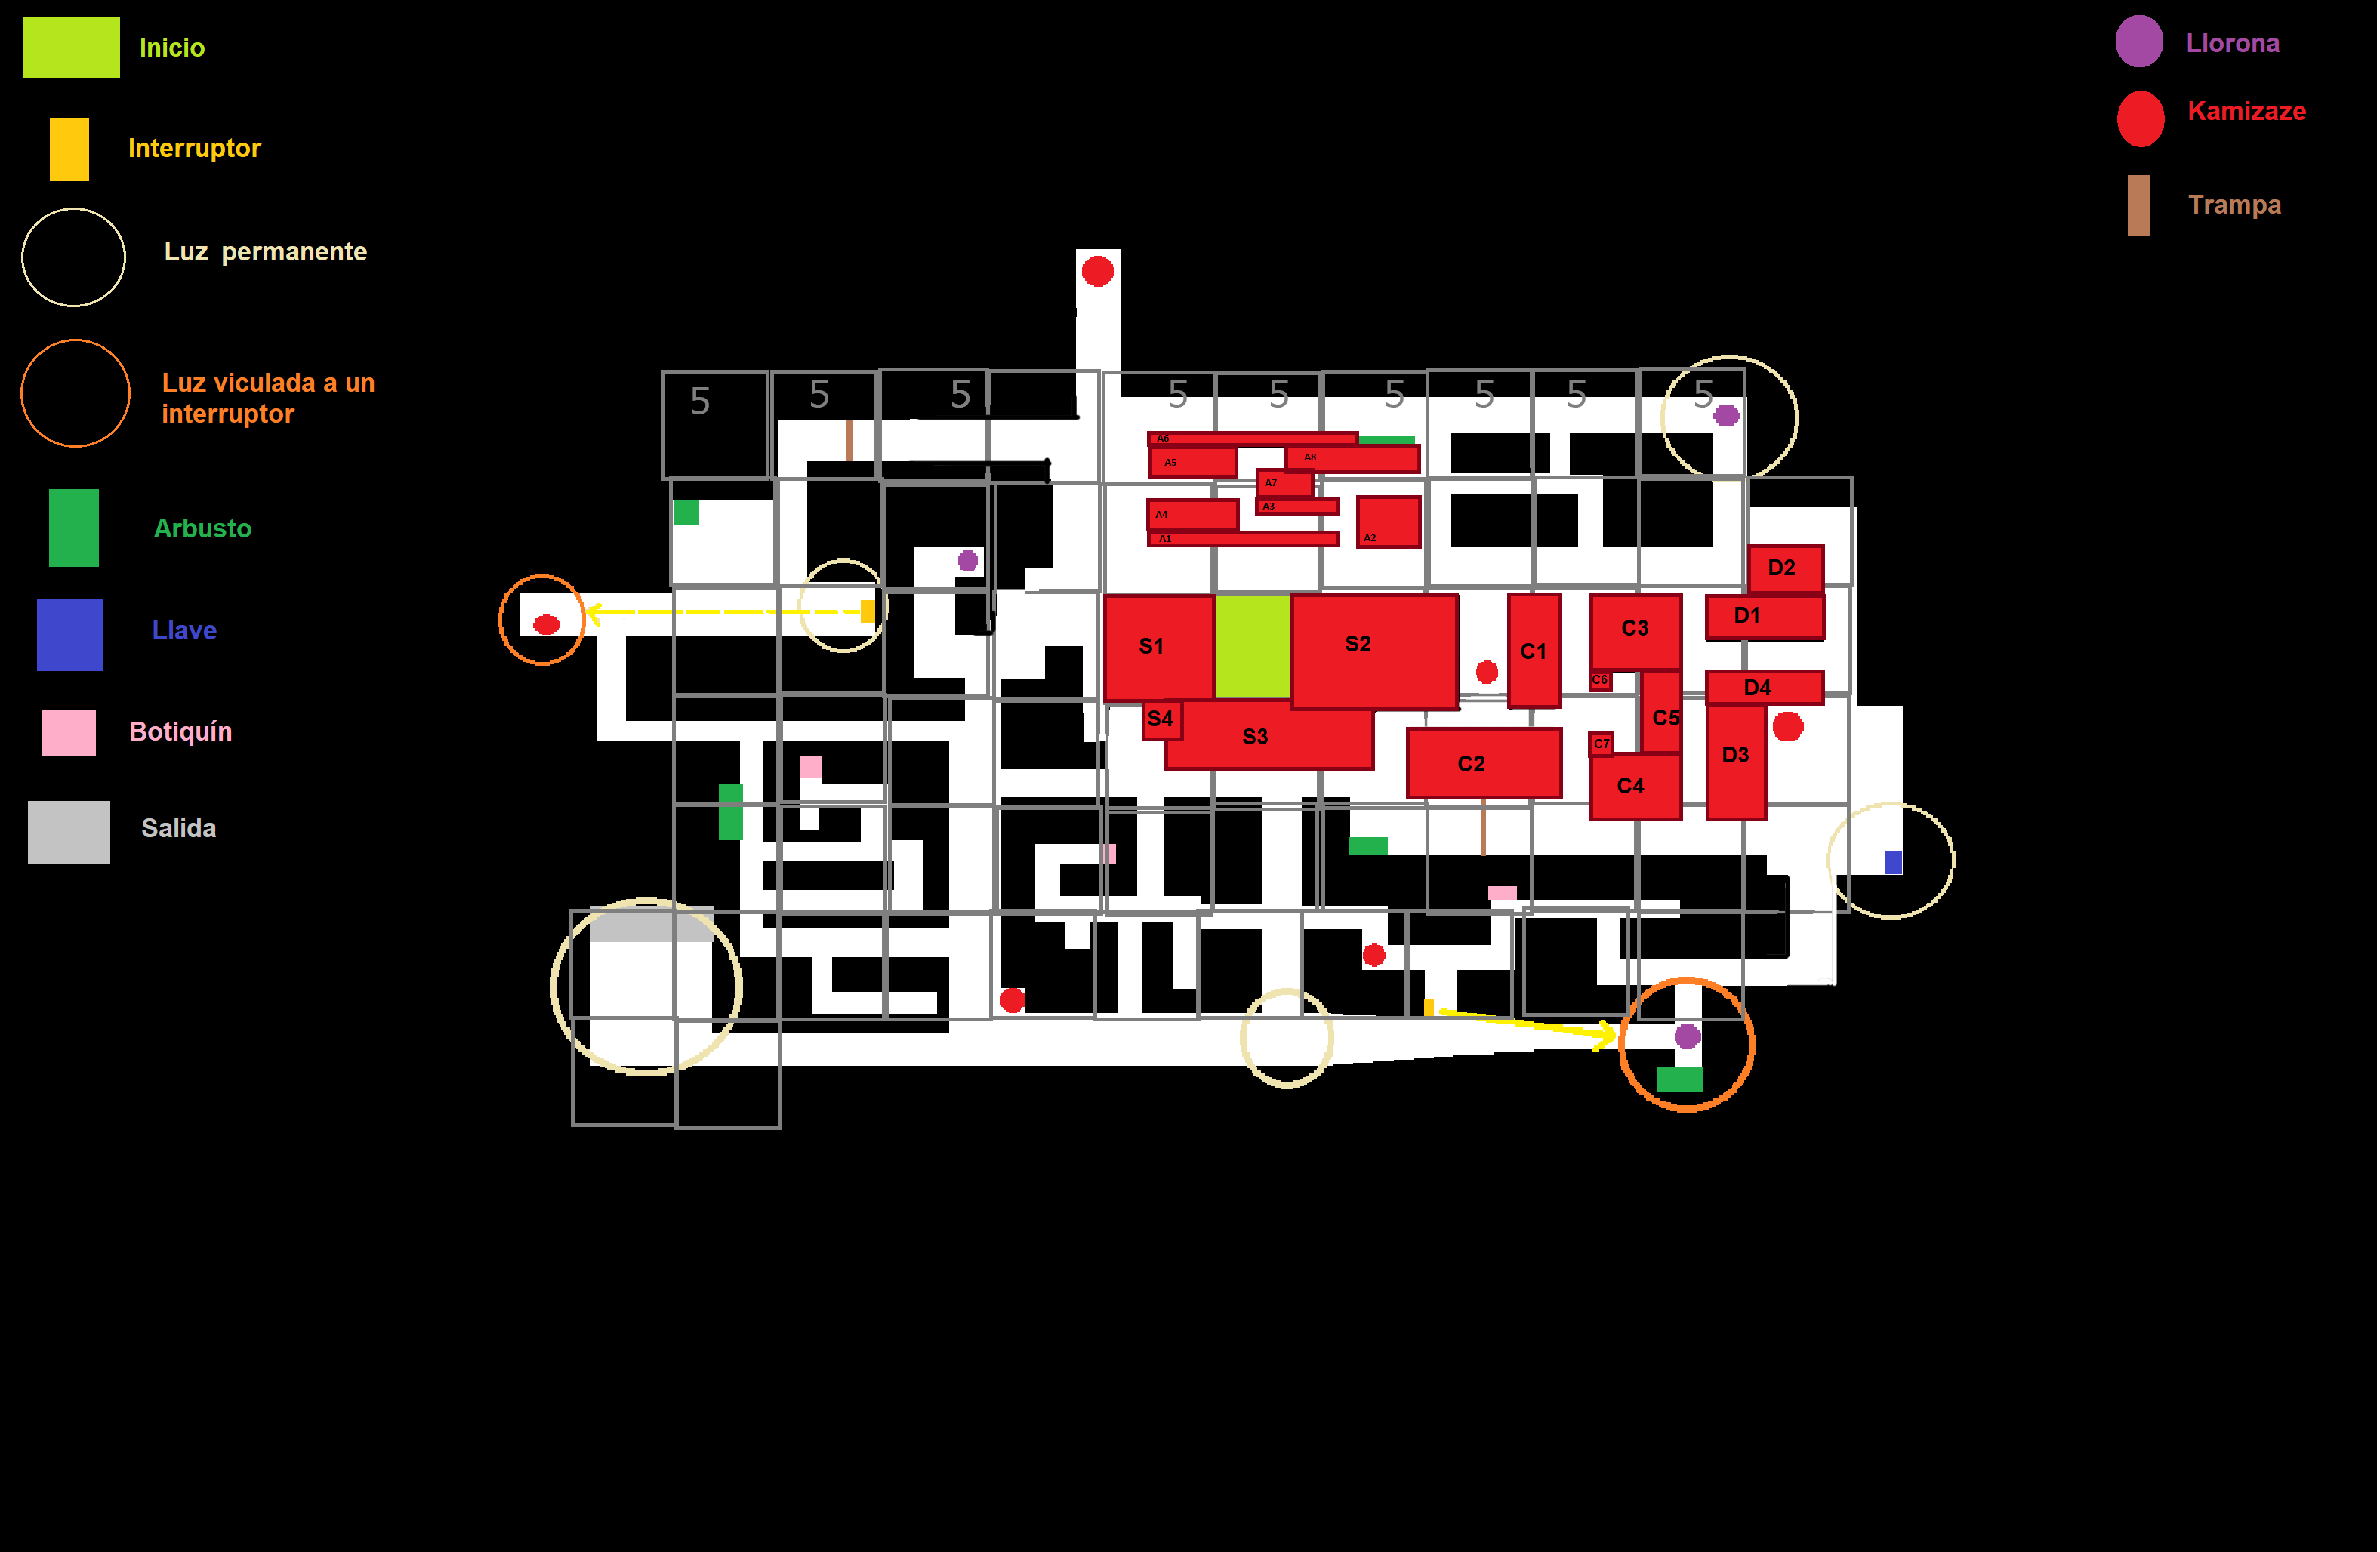 Inicio
Interruptor
Luz permanente
Luz viculada a un
interruptor
Arbusto
Llave
Botiquín
Salida
Llorona
Kamizaze
Trampa
5 5 5 5 5 5 5 5 5
A6
A5 A8
A7
A4 A3
A1 A2
D2
S1 S2 C1 C3 D1
C6 D4
S4 S3 C2 C7 C5 D3
C4